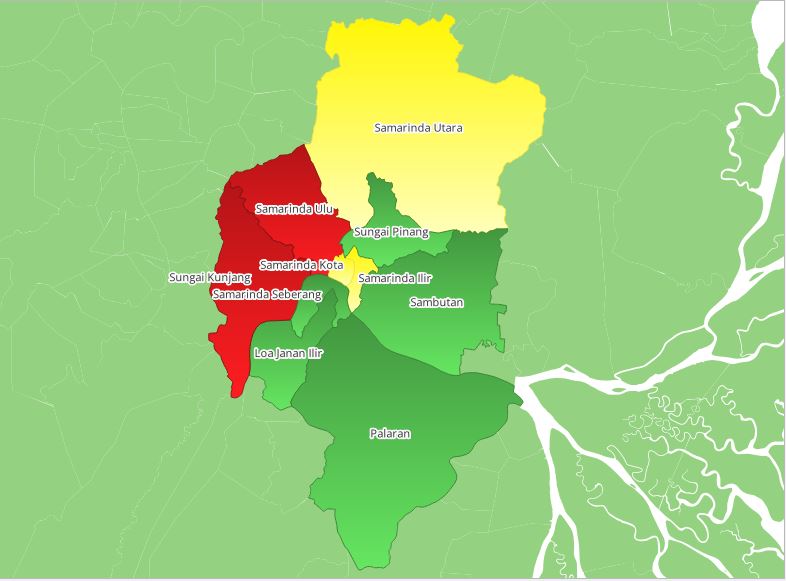 Samarinda Utara
Samarinda Ulu
Sungai Pinang
Samarinda Kota
Sungai Kunjang
Samarinda Ilir
Samarinda Seberang
Sambutan
Loa Janan Ilir
Palaran